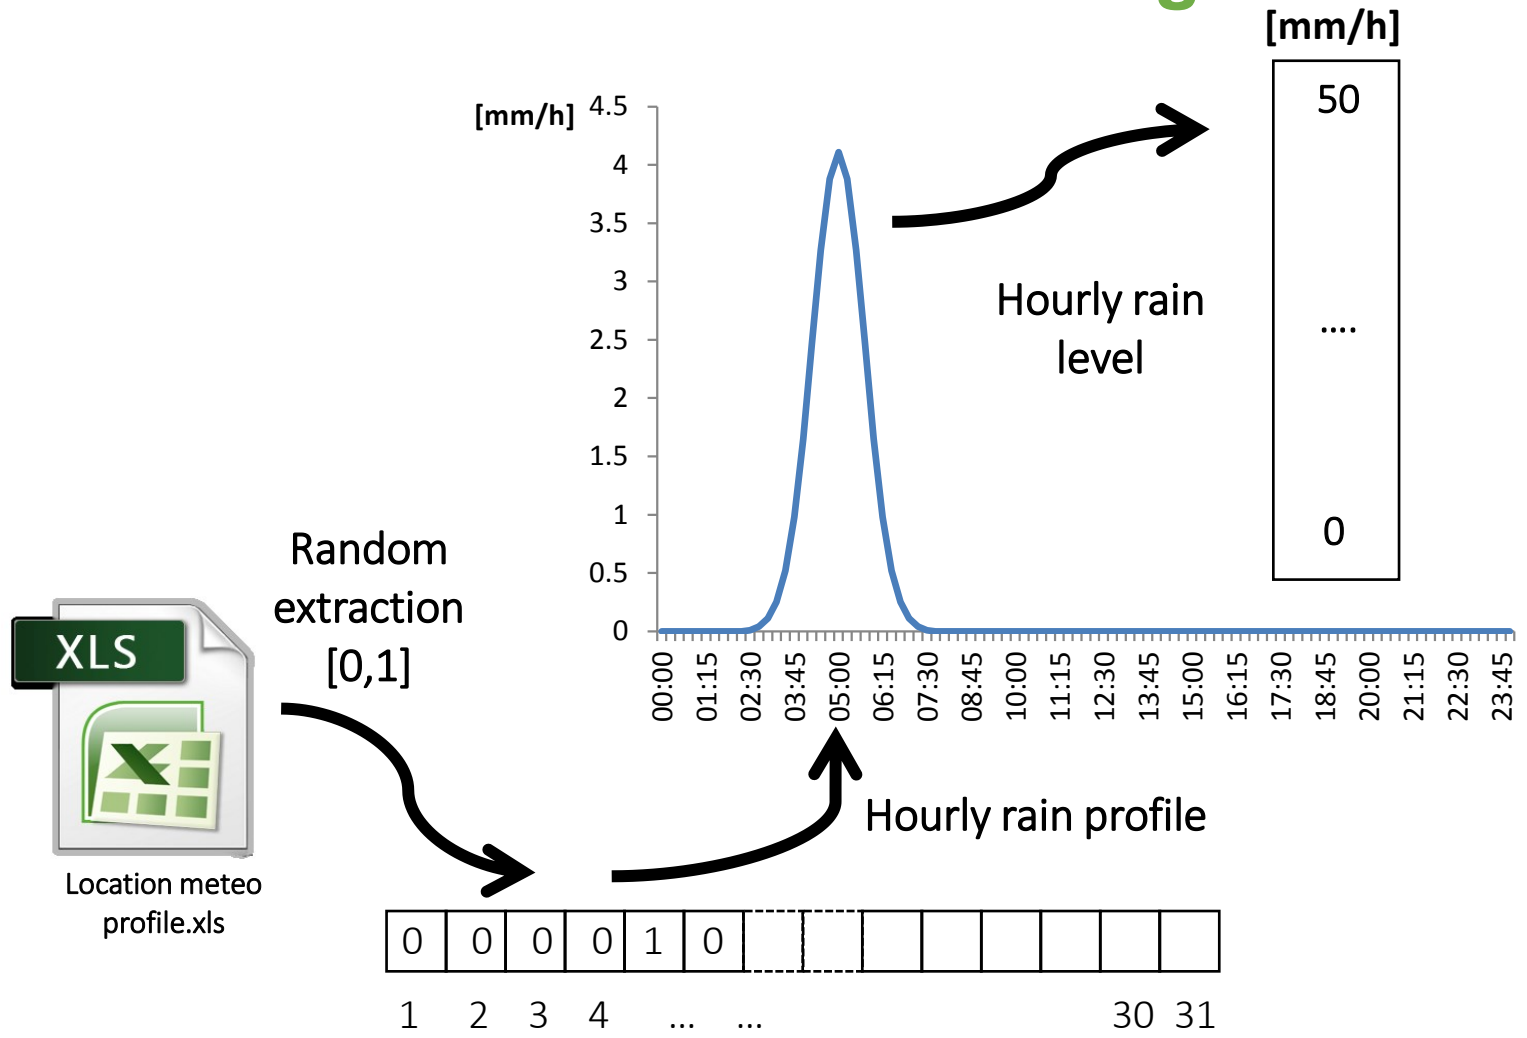 g
[mm/h]
50
....
0
[mm/h]
4.5
4
3.5
3
2.5
2
1.5
1
0.5
0
00:00 01:15 02:30 03:45 05:00 06:15 07:30 08:45 10:00 11:15 12:30 13:45 15:00 16:15 17:30 18:45 20:00 21:15 22:30 23:45
Hourly rain
level
Random
extraction
[0,1]
XLS
X
Location meteo
profile.xls
Hourly rain profile
0 0 0 0 1 0
1 2 3 4 ... ... 30 31